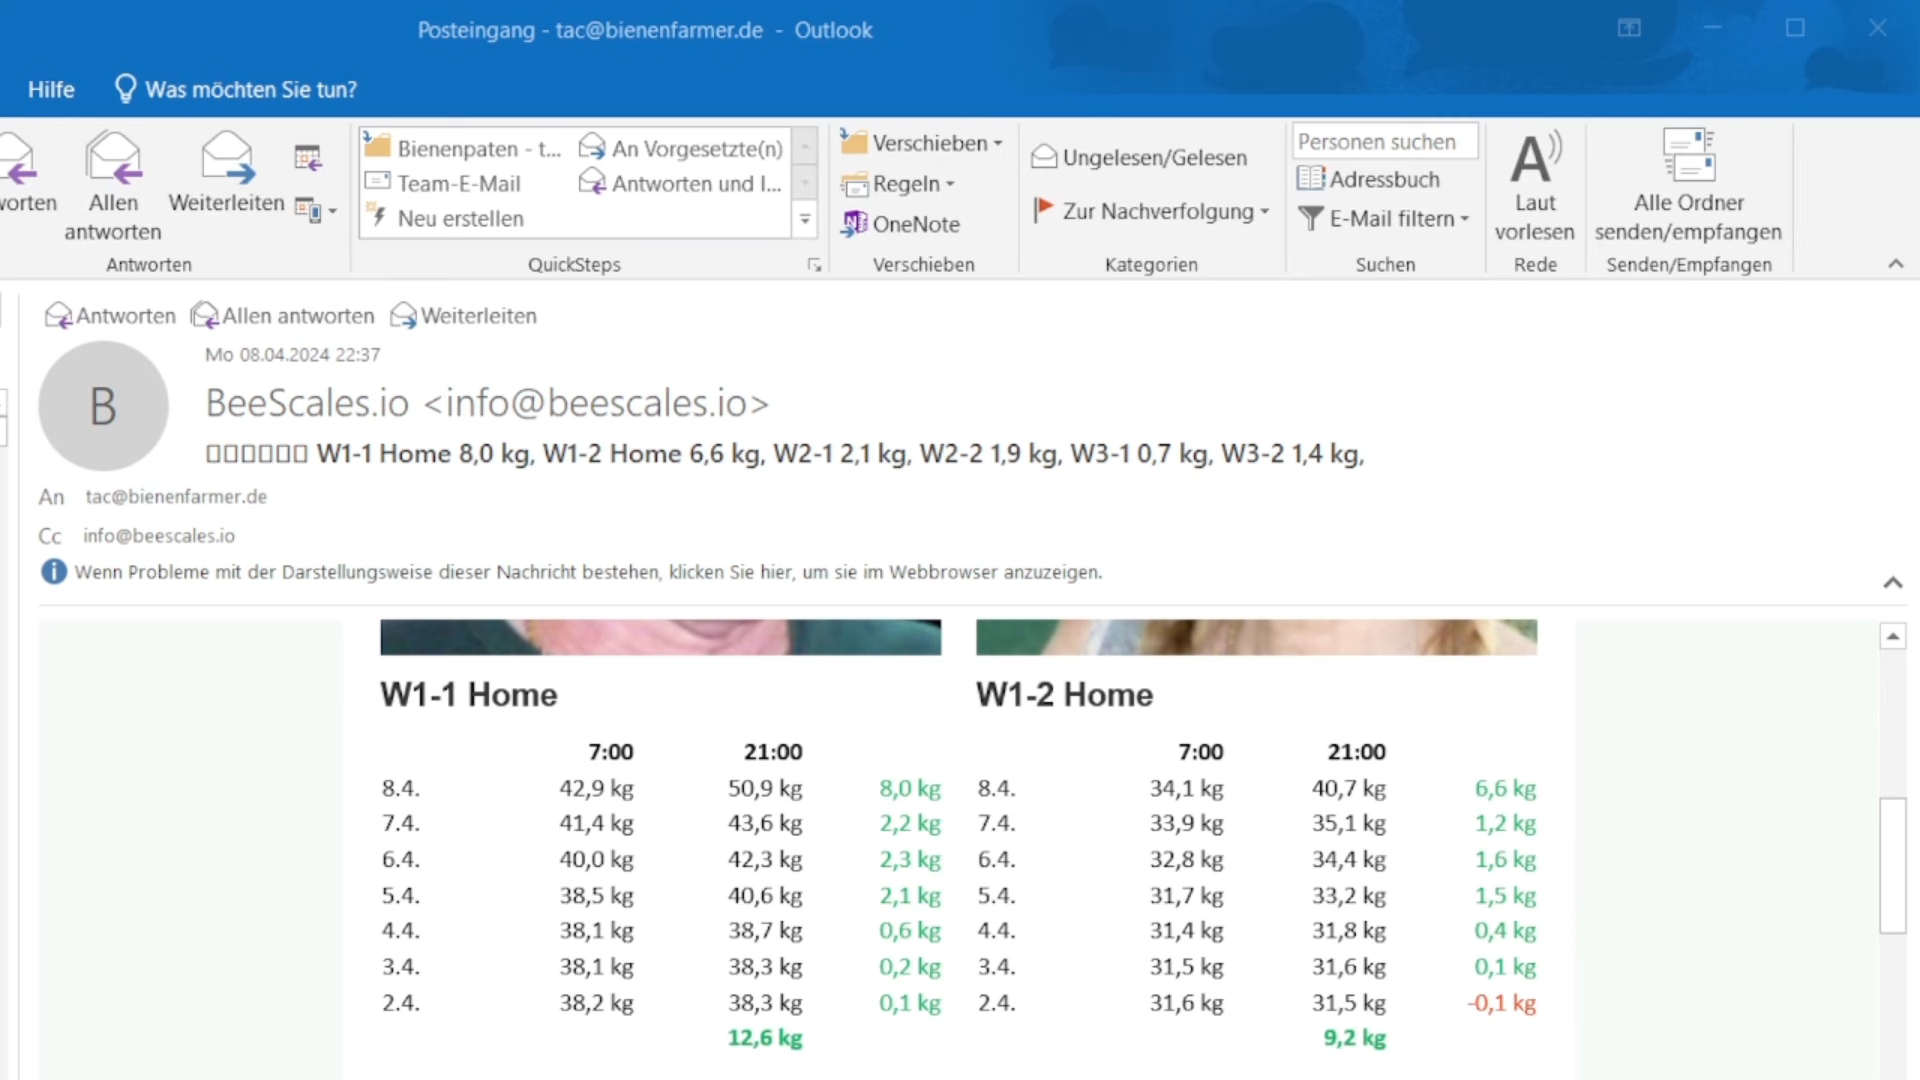 Posteingang - tac@bienenfarmer.de - Outlook
Hilfe
Was möchten Sie tun?
worten
Allen
antworten
Weiterleiten
Antworten
Bienenpaten - t...
Team-E-Mail
Neu erstellen
An Vorgesetzte(n)
Antworten und l...
QuickSteps
Verschieben
Regeln
OneNote
Verschieben
Ungelesen/Gelesen
Zur Nachverfolgung
Kategorien
Personen suchen
Adressbuch
E-Mail filtern
Suchen
Laut
vorlesen
Rede
Alle Ordner
senden/empfangen
Senden/Empfangen
Antworten Allen antworten Weiterleiten
Mo 08.04.2024 22:37
B
BeeScales.io <info@beescales.io>
W1-1 Home 8,0 kg, W1-2 Home 6,6 kg, W2-1 2,1 kg, W2-2 1,9 kg, W3-1 0,7 kg, W3-2 1,4 kg,
An tac@bienenfarmer.de
Cc info@beescales.io
Wenn Probleme mit der Darstellungsweise dieser Nachricht bestehen, klicken Sie hier, um sie im Webbrowser anzuzeigen.
W1-1 Home
7:00 21:00
8.4. 42,9 kg 50,9 kg 8,0 kg
7.4. 41,4 kg 43,6 kg 2,2 kg
6.4. 40,0 kg 42,3 kg 2,3 kg
5.4. 38,5 kg 40,6 kg 2,1 kg
4.4. 38,1 kg 38,7 kg 0,6 kg
3.4. 38,1 kg 38,3 kg 0,2 kg
2.4. 38,2 kg 38,3 kg 0,1 kg
12,6 kg
W1-2 Home
7:00 21:00
8.4. 34,1 kg 40,7 kg 6,6 kg
7.4. 33,9 kg 35,1 kg 1,2 kg
6.4. 32,8 kg 34,4 kg 1,6 kg
5.4. 31,7 kg 33,2 kg 1,5 kg
4.4. 31,4 kg 31,8 kg 0,4 kg
3.4. 31,5 kg 31,6 kg 0,1 kg
2.4. 31,6 kg 31,5 kg -0,1 kg
9,2 kg